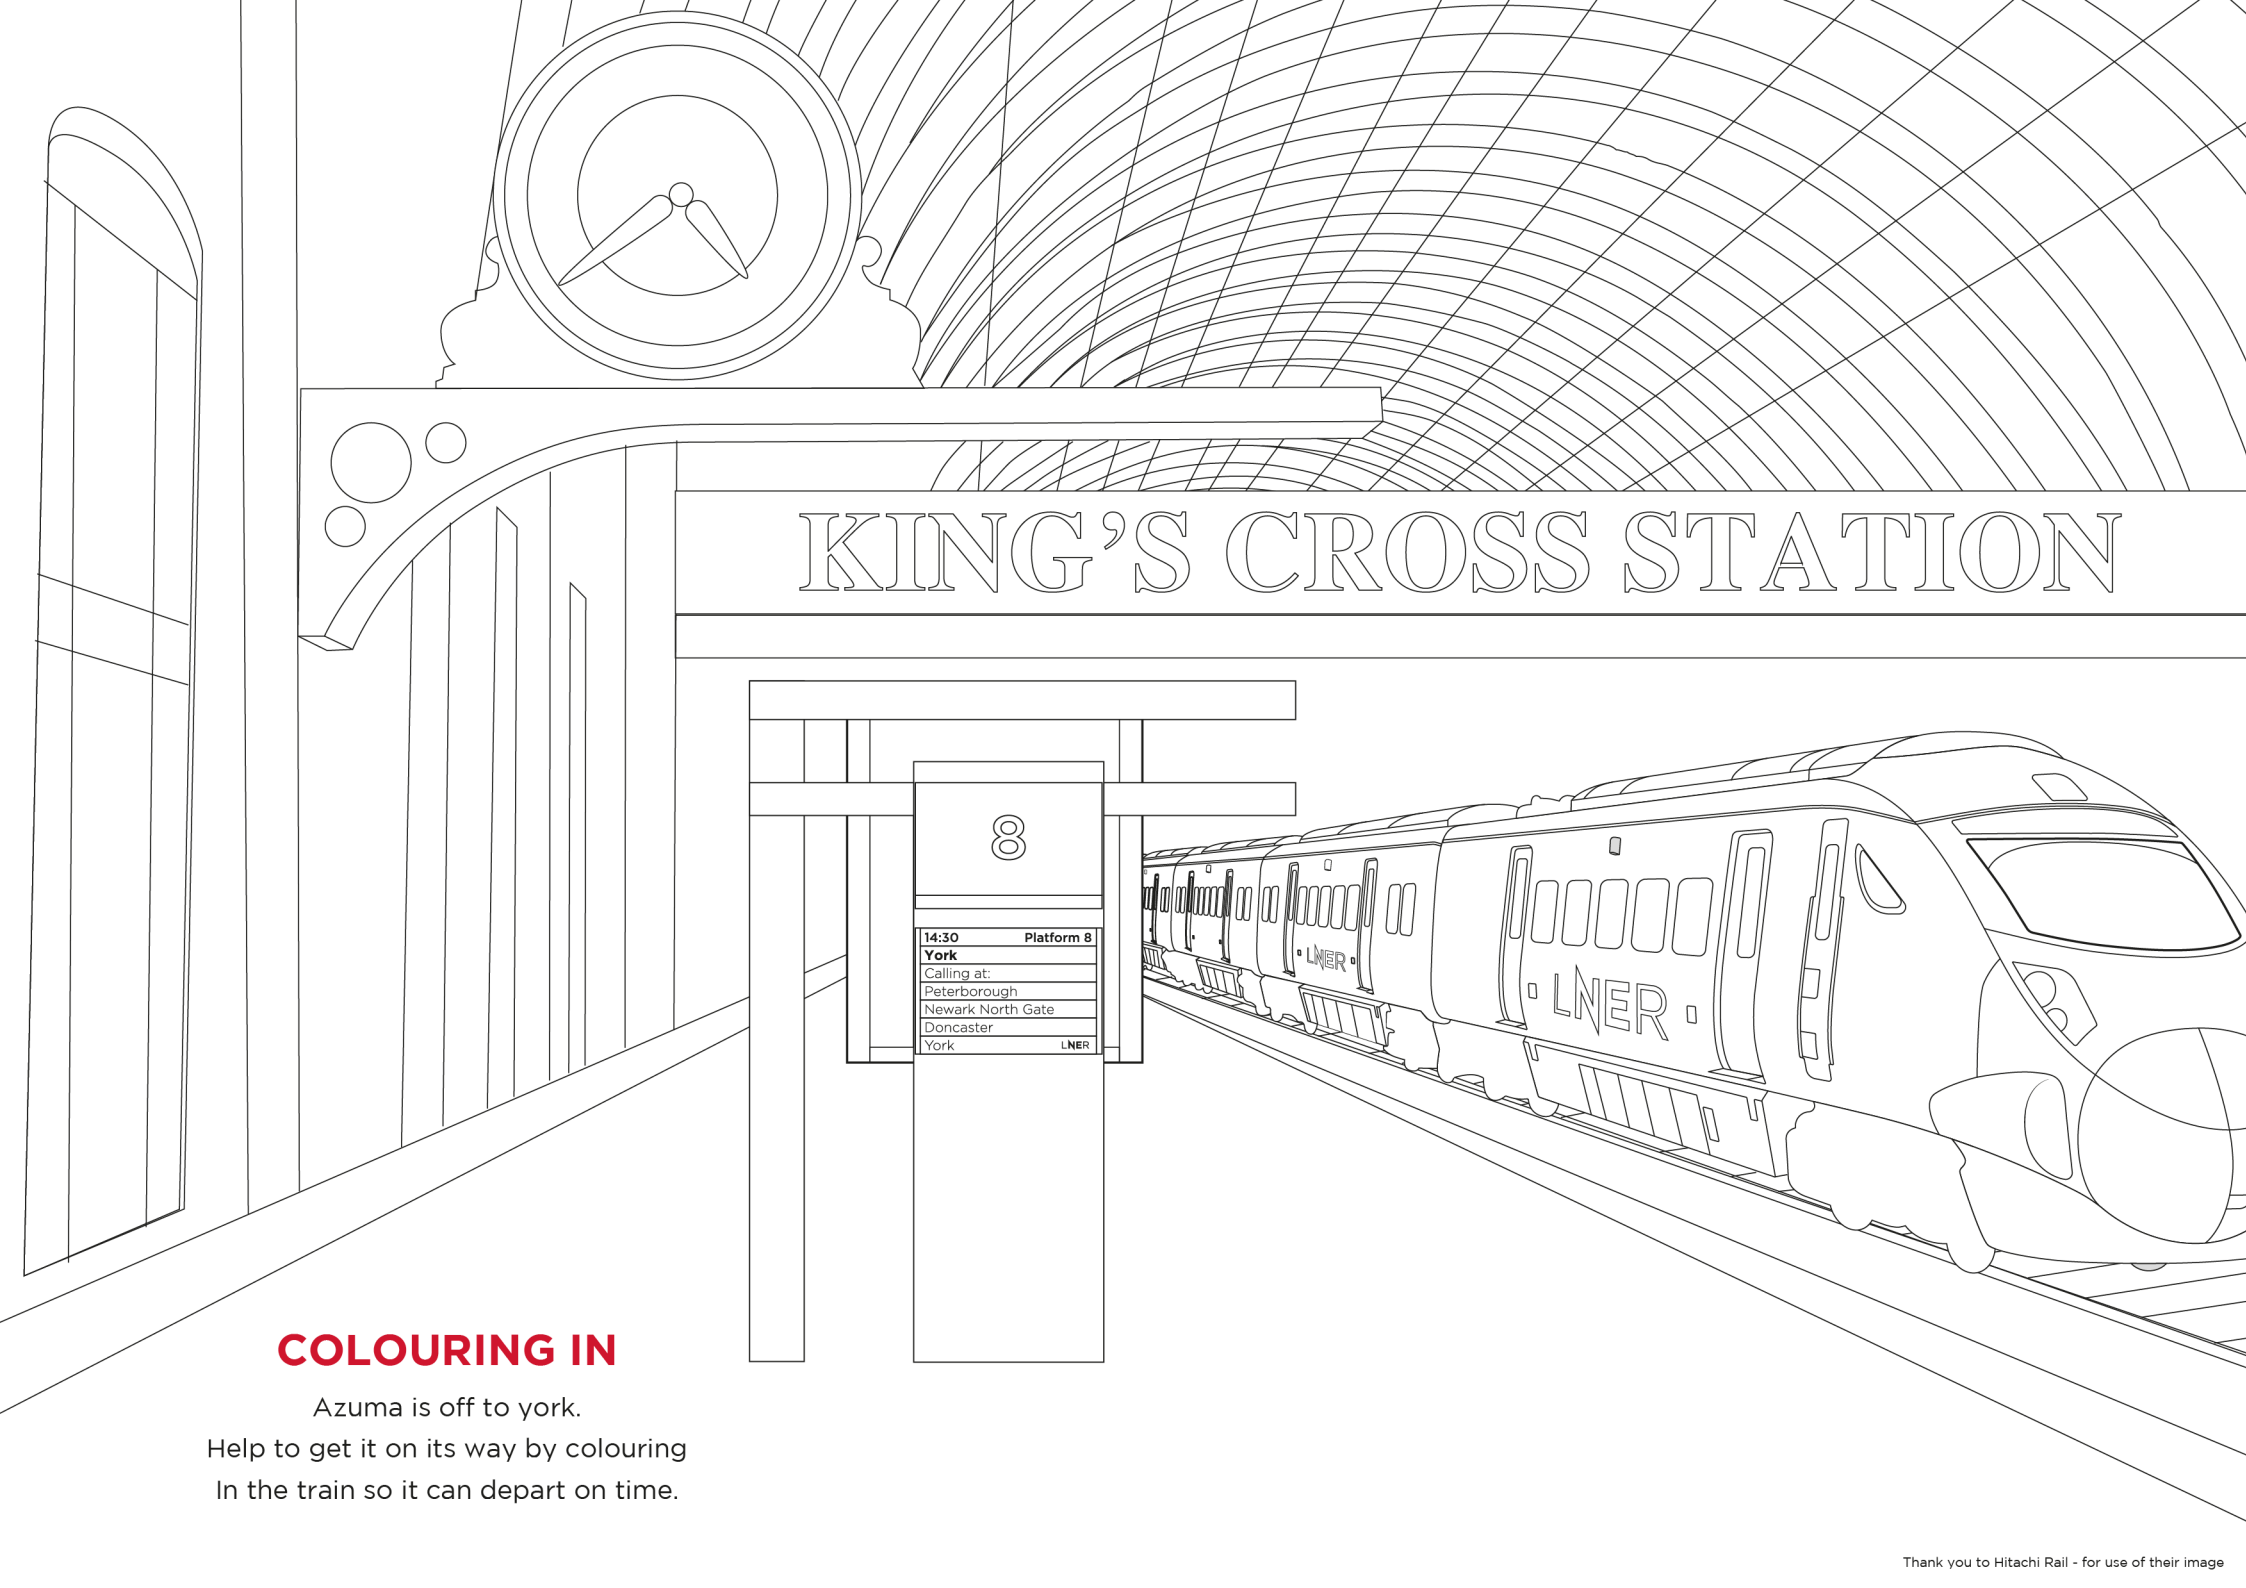 KING'S CROSS STATION
8
14:30 Platform 8
York
Calling at:
Peterborough
Newark North Gate
Doncaster
York LNER
LNER
LNER
COLOURING IN
Azuma is off to york.
Help to get it on its way by colouring
In the train so it can depart on time.
Thank you to Hitachi Rail - for use of their image